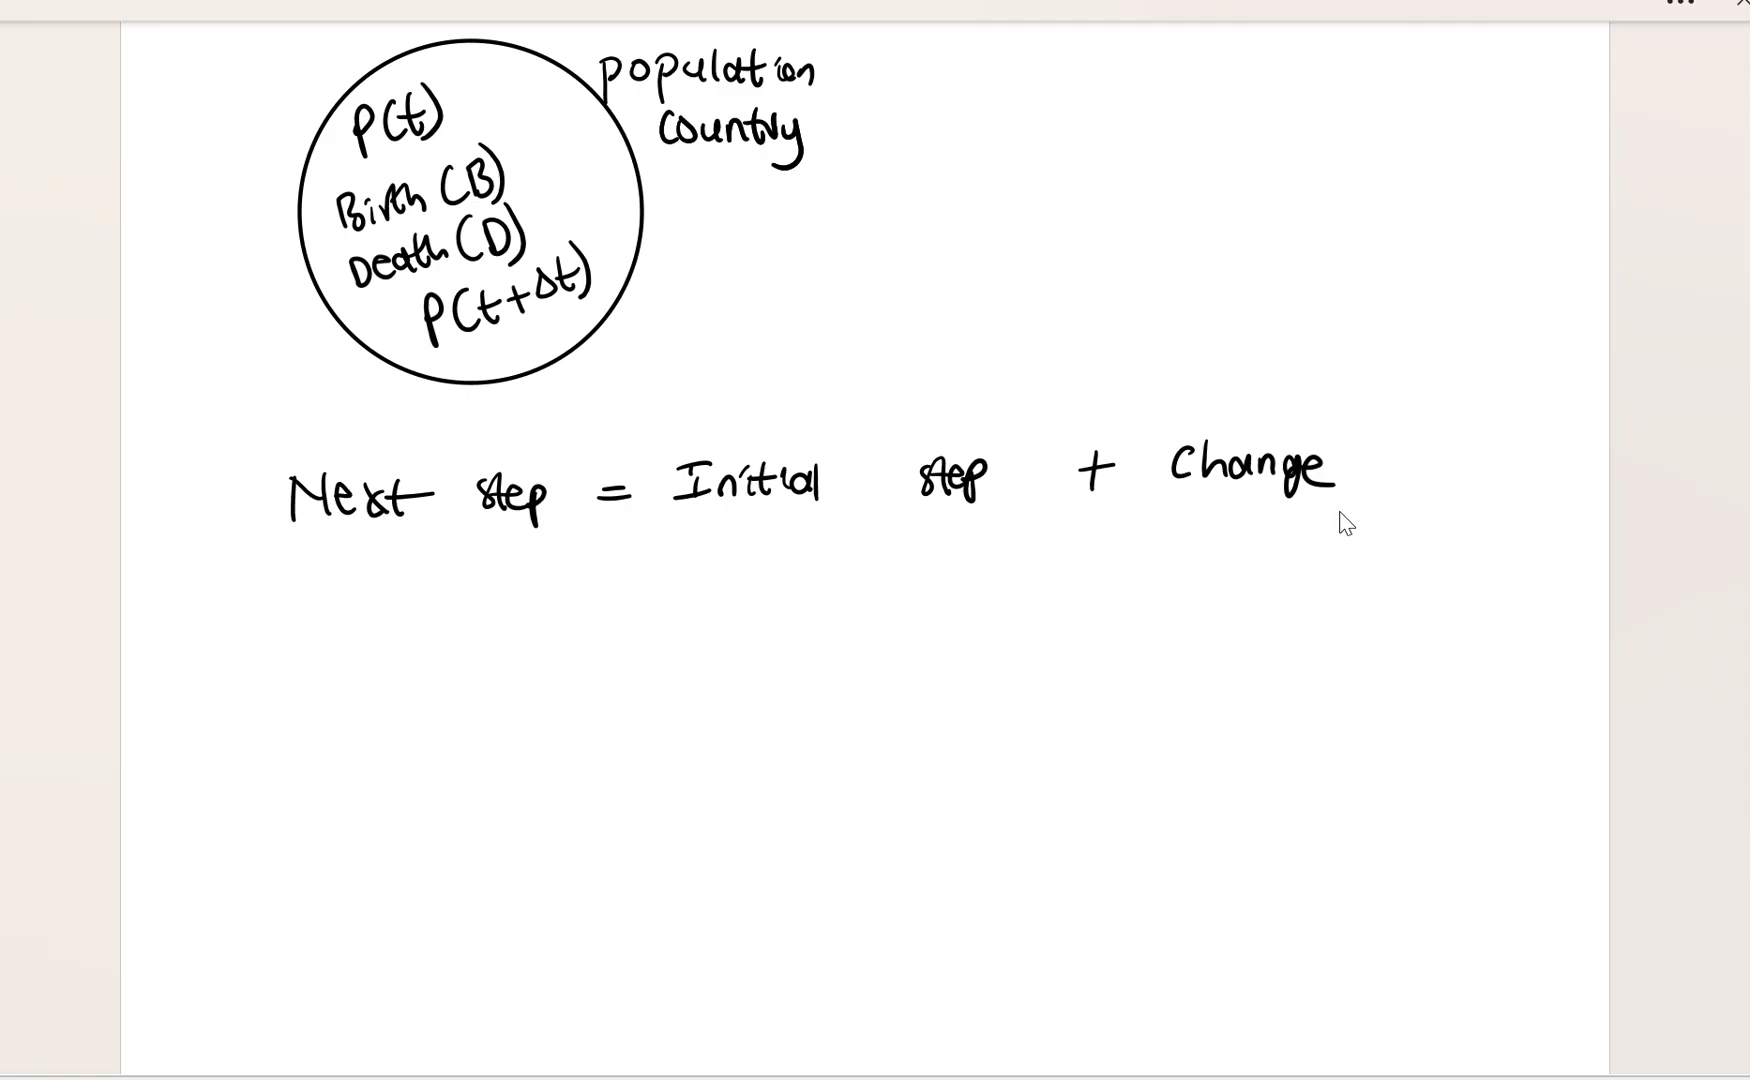 P(t)
Birth (B)
Death (D)
P(t+Δt)
population
country
Next step = Initial step + Change